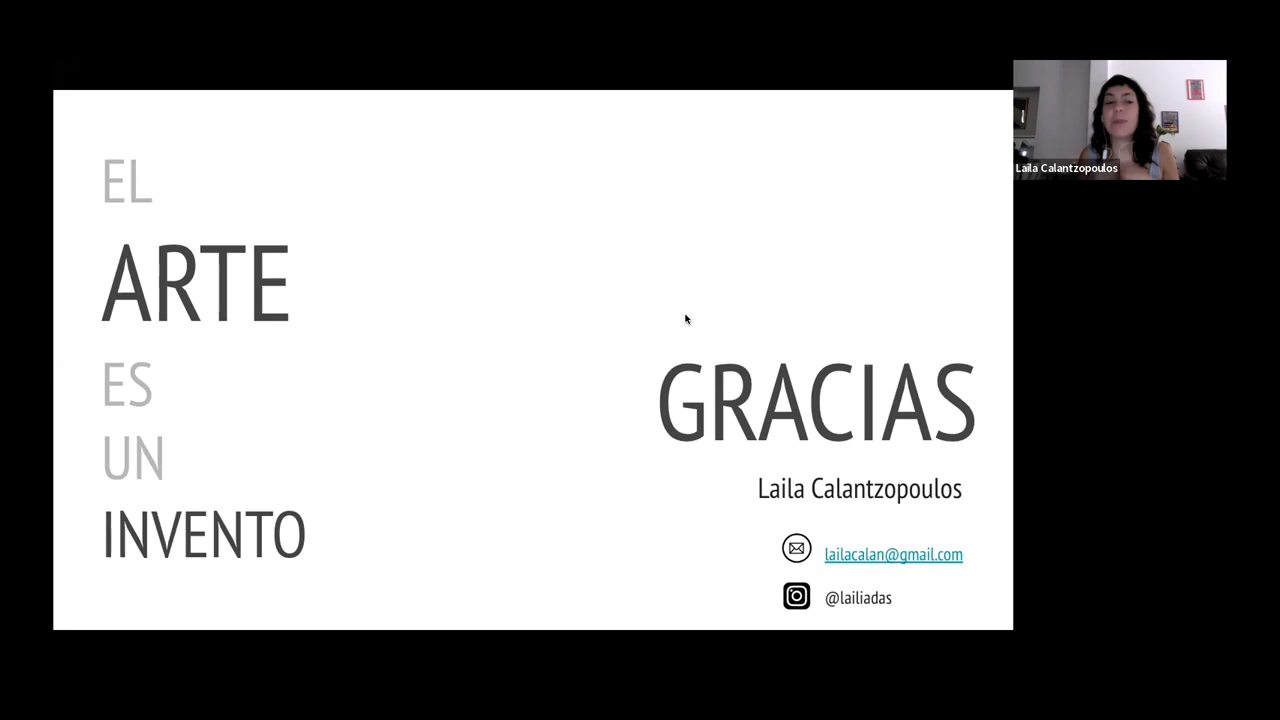 EL
ARTE
ES
UN
INVENTO
GRACIAS
Laila Calantzopoulos
lailacalan@gmail.com
@lailiadas
Laila Calantzopoulos